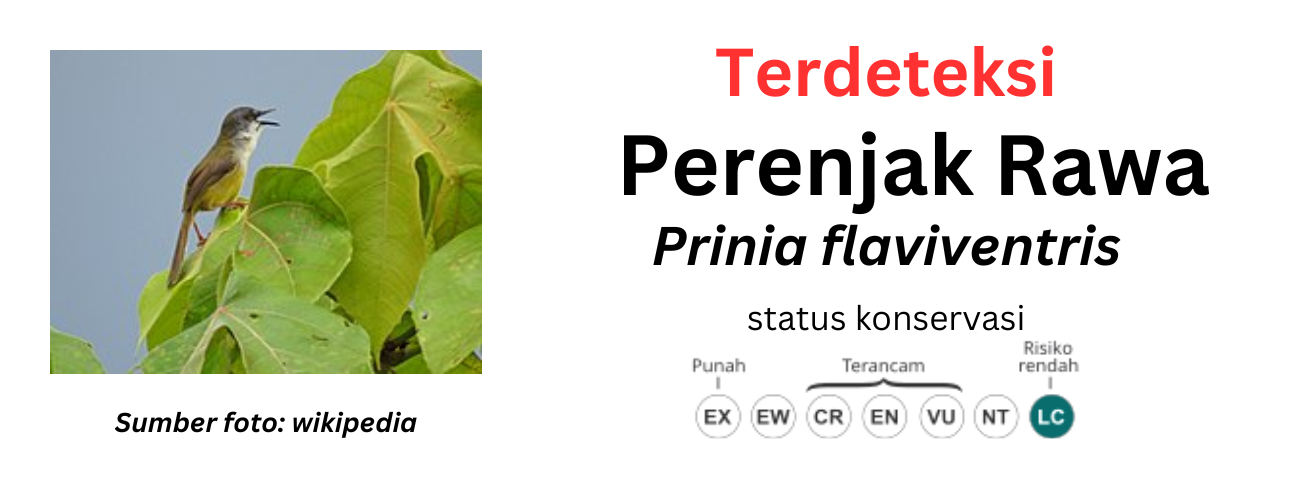 Terdeteksi
Perenjak Rawa
Prinia flaviventris
status konservasi
Punah
Terancam
Risiko
rendah
EX EW CR EN VU NT LC
Sumber foto: wikipedia